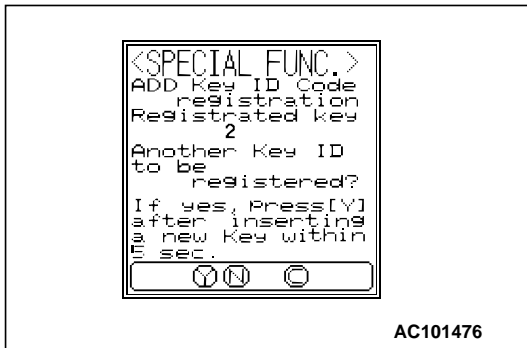 <SPECIAL FUNC.>
ADD Key ID Code
registration
Registrated key
2
Another Key ID
to be
registered?
If yes, Press[Y]
after inserting
a new Key within
5 sec.
Y N C
AC101476